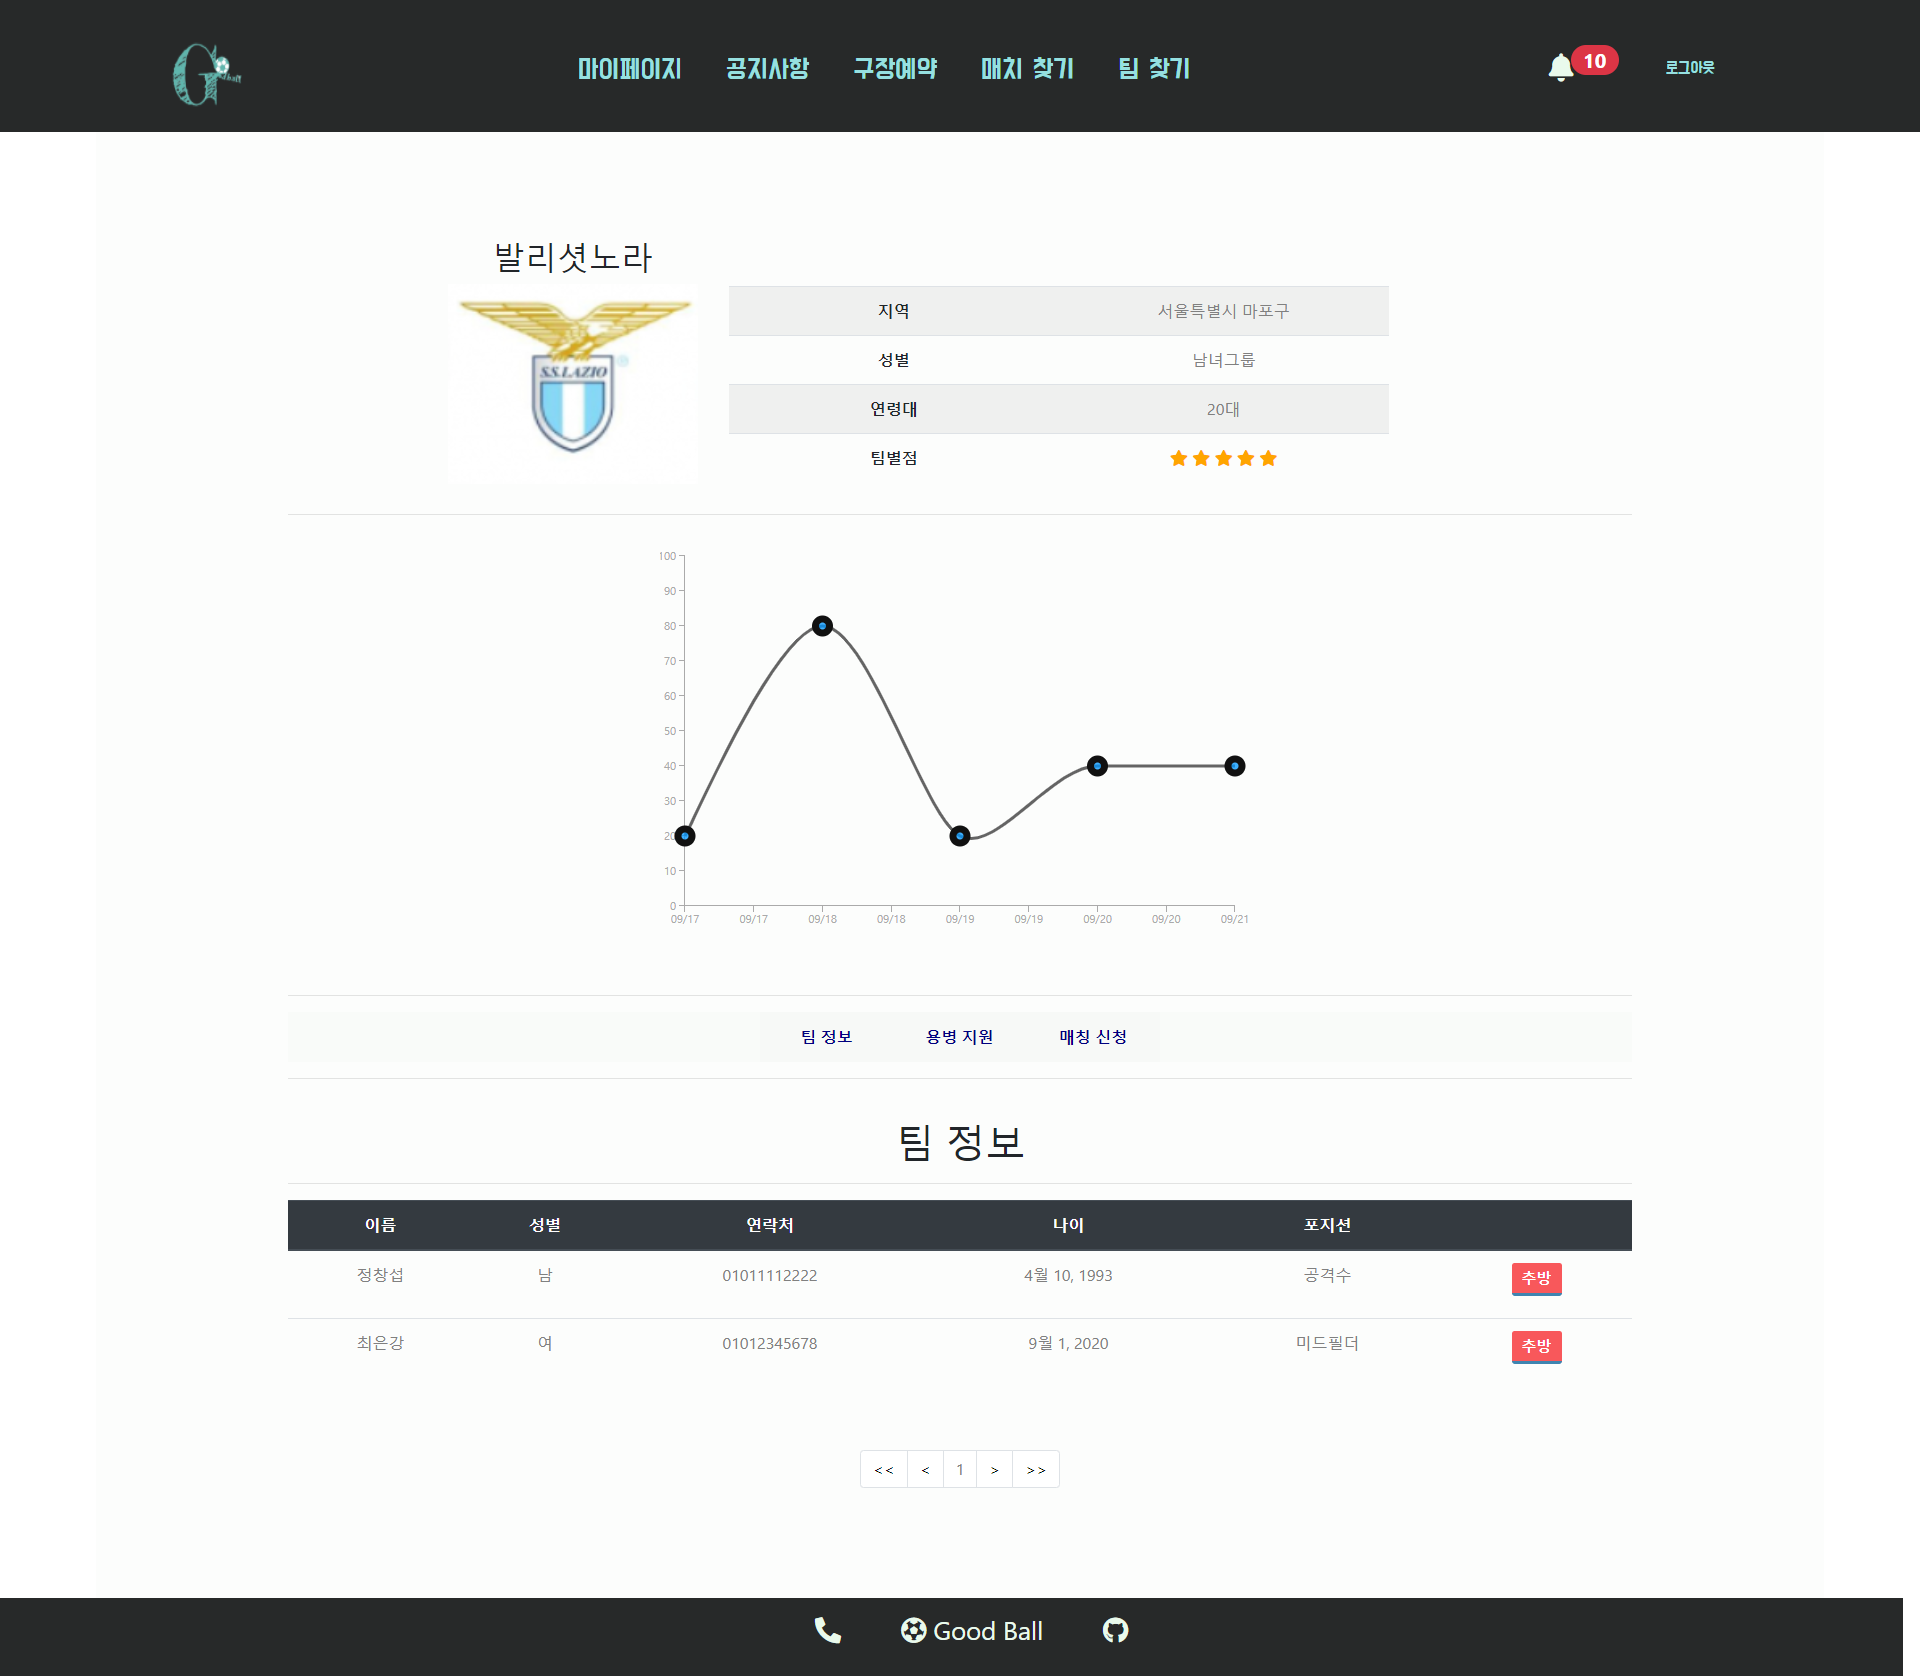 G ball
마이페이지 공지사항 구장예약 매치 찾기 팀 찾기 10 로그아웃
발리셧노라
S.S.LAZIO ®
지역 서울특별시 마포구
성별 남녀그룹
연령대 20대
팀별점
100
90
80
70
60
50
40
30
20
10
0
09/17 09/17 09/18 09/18 09/19 09/19 09/20 09/20 09/21
팀 정보 용병 지원 매칭 신청
팀 정보
이름 성별 연락처 나이 포지션
정창섭 남 01011112222 4월 10, 1993 공격수 추방
최은강 여 01012345678 9월 1, 2020 미드필더 추방
<< < 1 > >>
Good Ball